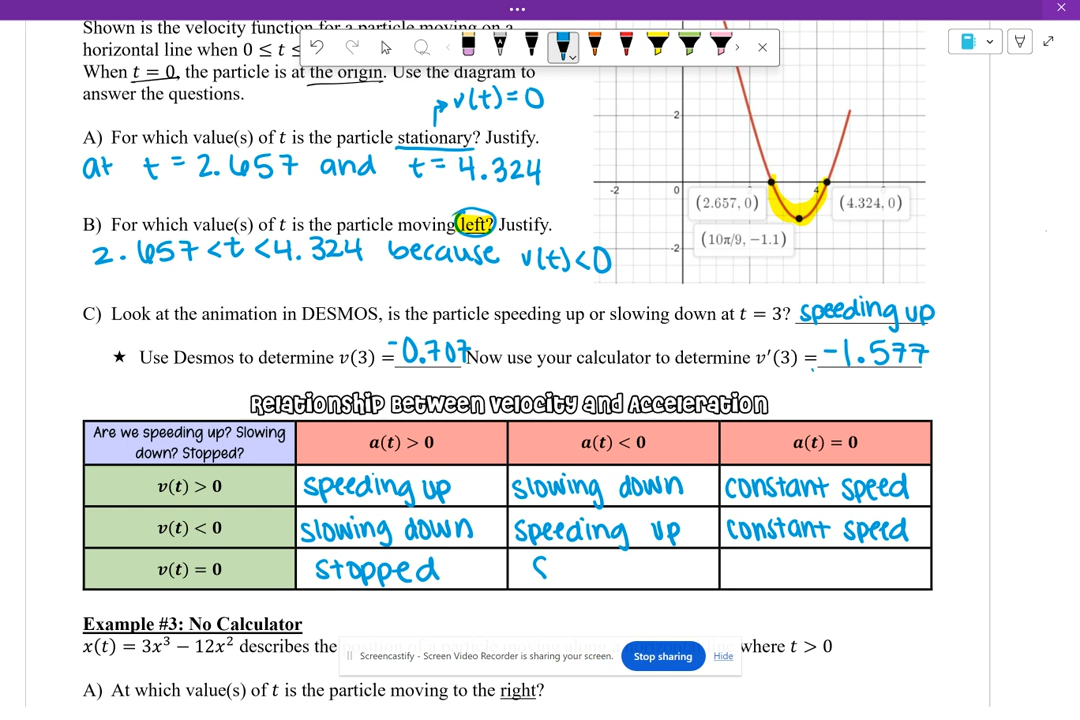 Shown is the velocity function for a particle moving on a
horizontal line when 0 ≤ t ≤
When t = 0, the particle is at the origin. Use the diagram to
answer the questions.
v(t)=0
A) For which value(s) of t is the particle stationary? Justify.
at t = 2.657 and t = 4.324
B) For which value(s) of t is the particle moving left? Justify.
2.657 < t < 4.324 because v(t)<0
2
-2 0 4
(2.657, 0) (4.324, 0)
-2 (10π/9, −1.1)
C) Look at the animation in DESMOS, is the particle speeding up or slowing down at t = 3? speeding up
★ Use Desmos to determine v(3) = -0.707 Now use your calculator to determine v′(3) = -1.577
Relationship Between Velocity and Acceleration
Are we speeding up? Slowing down? Stopped? a(t) > 0 a(t) < 0 a(t) = 0
v(t) > 0 speeding up slowing down constant speed
v(t) < 0 slowing down speeding up constant speed
v(t) = 0 stopped S
Example #3: No Calculator
x(t) = 3x³ − 12x² describes the where t > 0
Screencastify - Screen Video Recorder is sharing your screen. Stop sharing Hide
A) At which value(s) of t is the particle moving to the right?